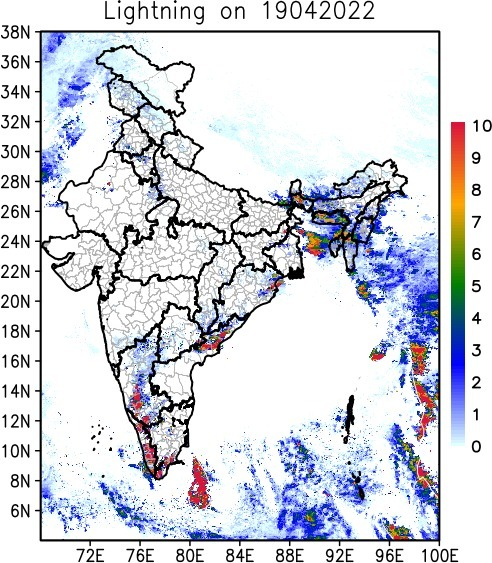 Lightning on 19042022
38N
36N
34N
32N
30N
28N
26N
24N
22N
20N
18N
16N
14N
12N
10N
8N
6N
72E 76E 80E 84E 88E 92E 96E 100E
10
9
8
7
6
5
4
3
2
1
0